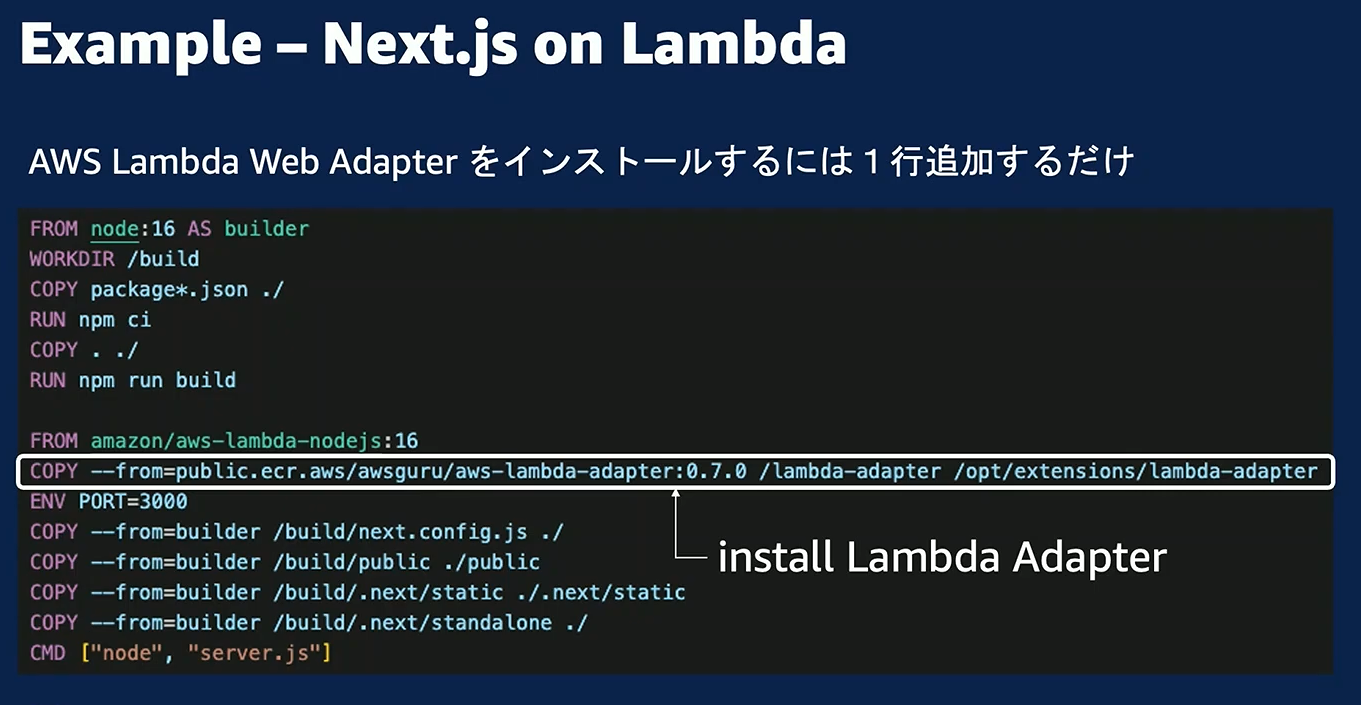 Example – Next.js on Lambda
AWS Lambda Web Adapter をインストールするには 1 行追加するだけ
FROM node:16 AS builder
WORKDIR /build
COPY package*.json ./
RUN npm ci
COPY . ./
RUN npm run build
FROM amazon/aws-lambda-nodejs:16
COPY --from=public.ecr.aws/awsguru/aws-lambda-adapter:0.7.0 /lambda-adapter /opt/extensions/lambda-adapter
ENV PORT=3000
COPY --from=builder /build/next.config.js ./
COPY --from=builder /build/public ./public
COPY --from=builder /build/.next/static ./.next/static
COPY --from=builder /build/.next/standalone ./
CMD ["node", "server.js"]
install Lambda Adapter